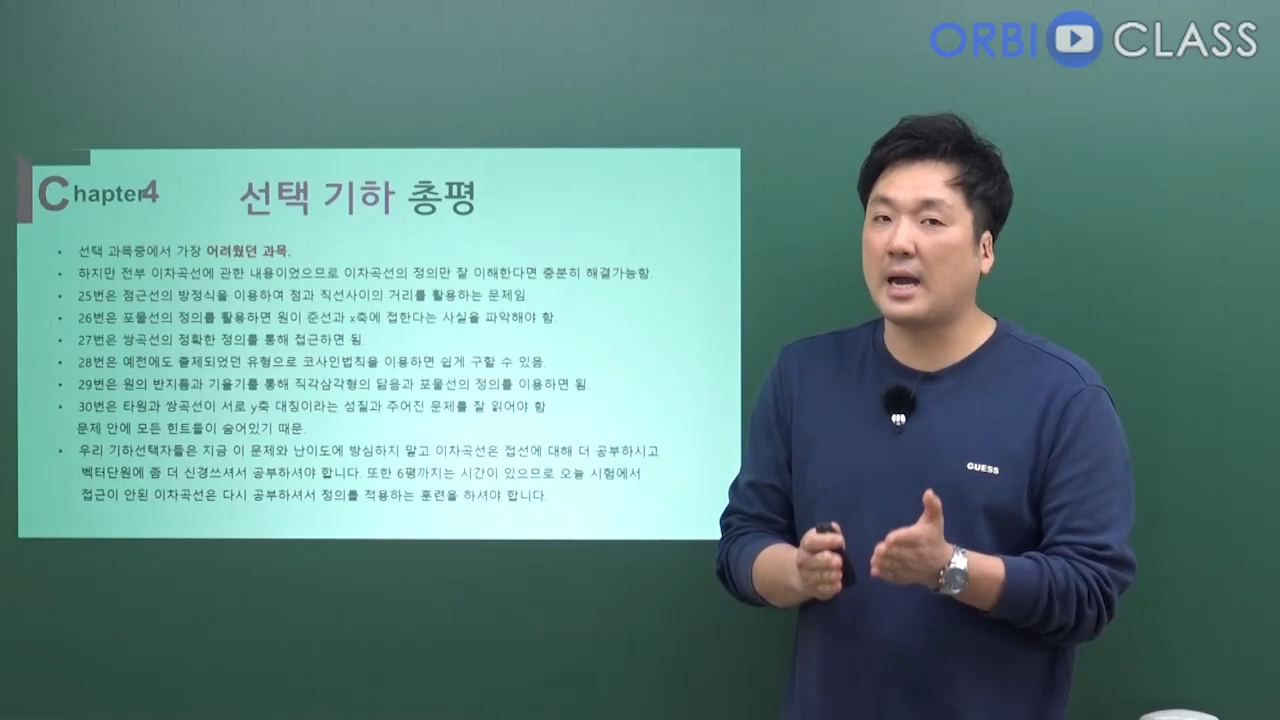 ORBI CLASS
Chapter4 선택 기하 총평
• 선택 과목중에서 가장 어려웠던 과목.
• 하지만 전부 이차곡선에 관한 내용이었으므로 이차곡선의 정의만 잘 이해한다면 충분히 해결가능함.
• 25번은 점근선의 방정식을 이용하여 점과 직선사이의 거리를 활용하는 문제임.
• 26번은 포물선의 정의를 활용하면 원이 준선과 x축에 접한다는 사실을 파악해야 함.
• 27번은 쌍곡선의 정확한 정의를 통해 접근하면 됨.
• 28번은 예전에도 출제되었던 유형으로 코사인법칙을 이용하면 쉽게 구할 수 있음.
• 29번은 원의 반지름과 기울기를 통해 직각삼각형의 닮음과 포물선의 정의를 이용하면 됨.
• 30번은 타원과 쌍곡선이 서로 y축 대칭이라는 성질과 주어진 문제를 잘 읽어야 함.
문제 안에 모든 힌트들이 숨어있기 때문.
• 우리 기하선택자들은 지금 이 문제와 난이도에 방심하지 말고 이차곡선은 접선에 대해 더 공부하시고
벡터단원에 좀 더 신경쓰셔서 공부하셔야 합니다. 또한 6평까지는 시간이 있으므로 오늘 시험에서
접근이 안된 이차곡선은 다시 공부하셔서 정의를 적용하는 훈련을 하셔야 합니다.
GUESS